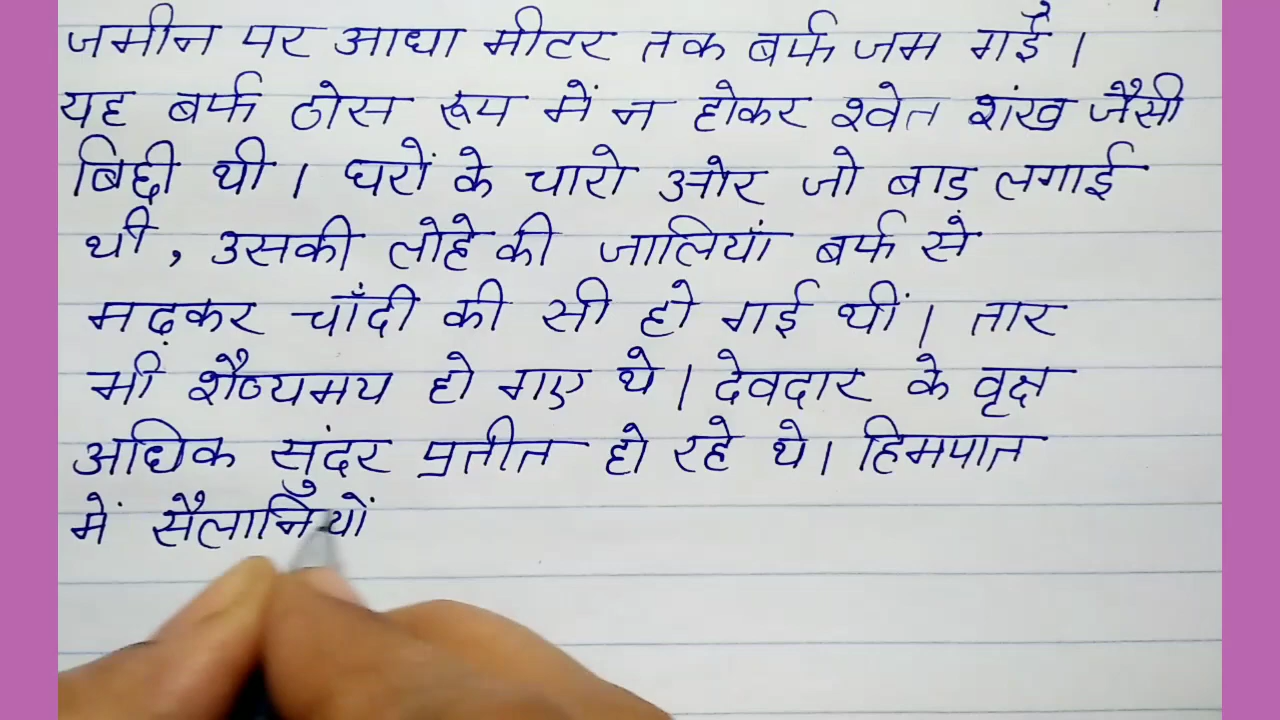 जमीन पर आधा मीटर तक बर्फ जम गई।
यह बर्फ ठोस रूप में न होकर श्वेत शंख जैसी
बिछी थी। घरों के चारो ओर जो बाड़ लगाई
थी, उसकी लोहे की जालियां बर्फ से
मढ़कर चाँदी की सी हो गई थीं। तार
भी रौप्यमय हो गए थे। देवदार के वृक्ष
अधिक सुंदर प्रतीत हो रहे थे। हिमपात
में सैलानियों